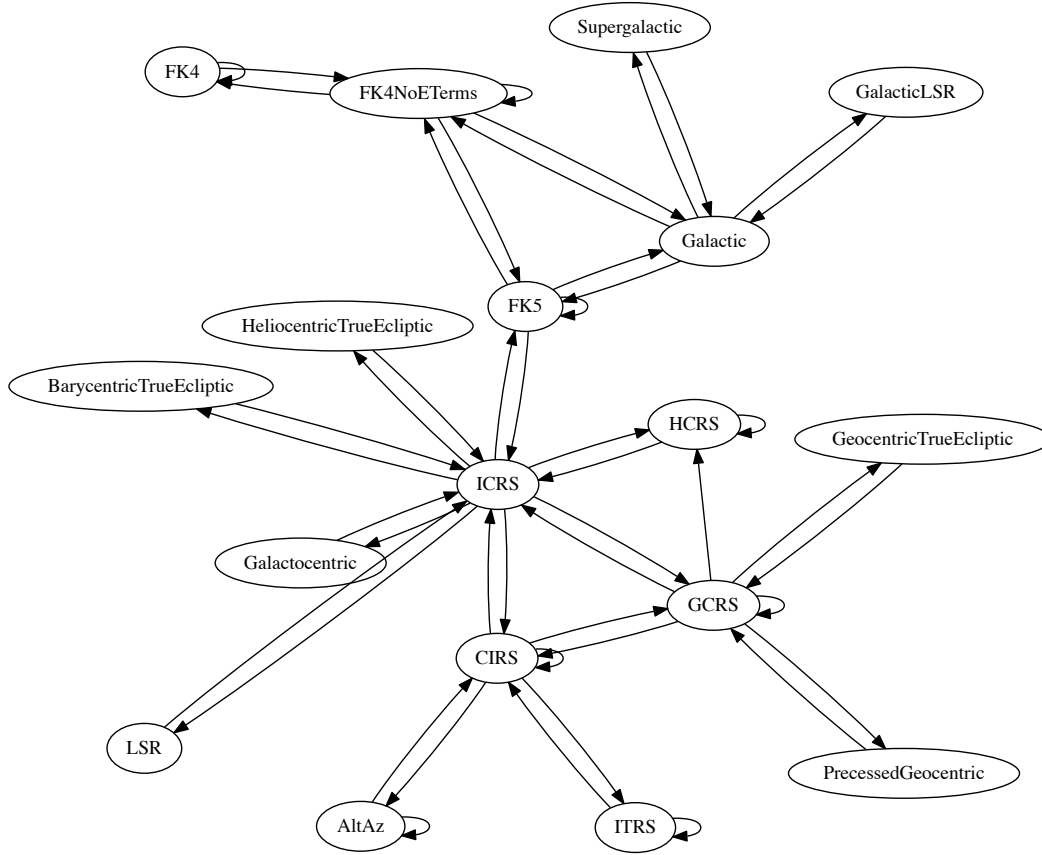 Supergalactic
FK4
FK4NoETerms
GalacticLSR
Galactic
FK5
HeliocentricTrueEcliptic
BarycentricTrueEcliptic
HCRS
GeocentricTrueEcliptic
ICRS
Galactocentric
GCRS
CIRS
LSR
PrecessedGeocentric
AltAz
ITRS